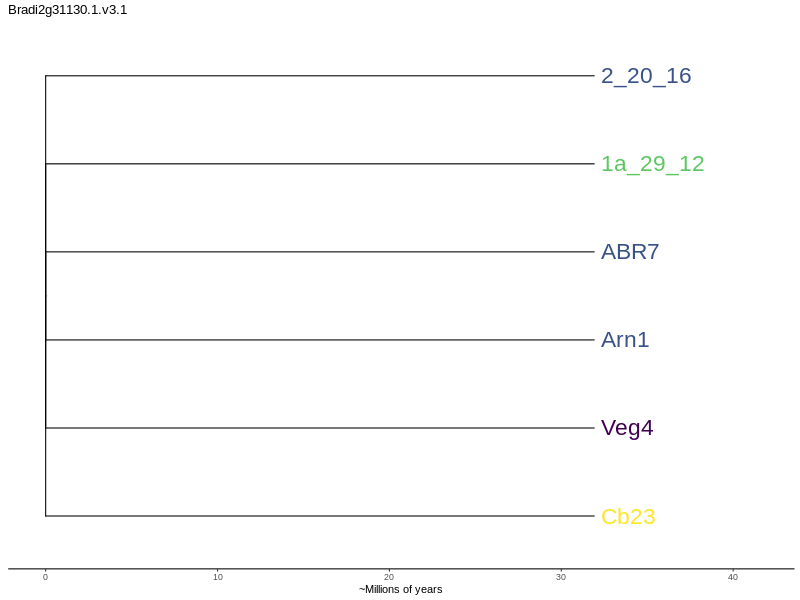 Bradi2g31130.1.v3.1
2_20_16
1a_29_12
ABR7
Arn1
Veg4
Cb23
0 10 20 30 40
~Millions of years